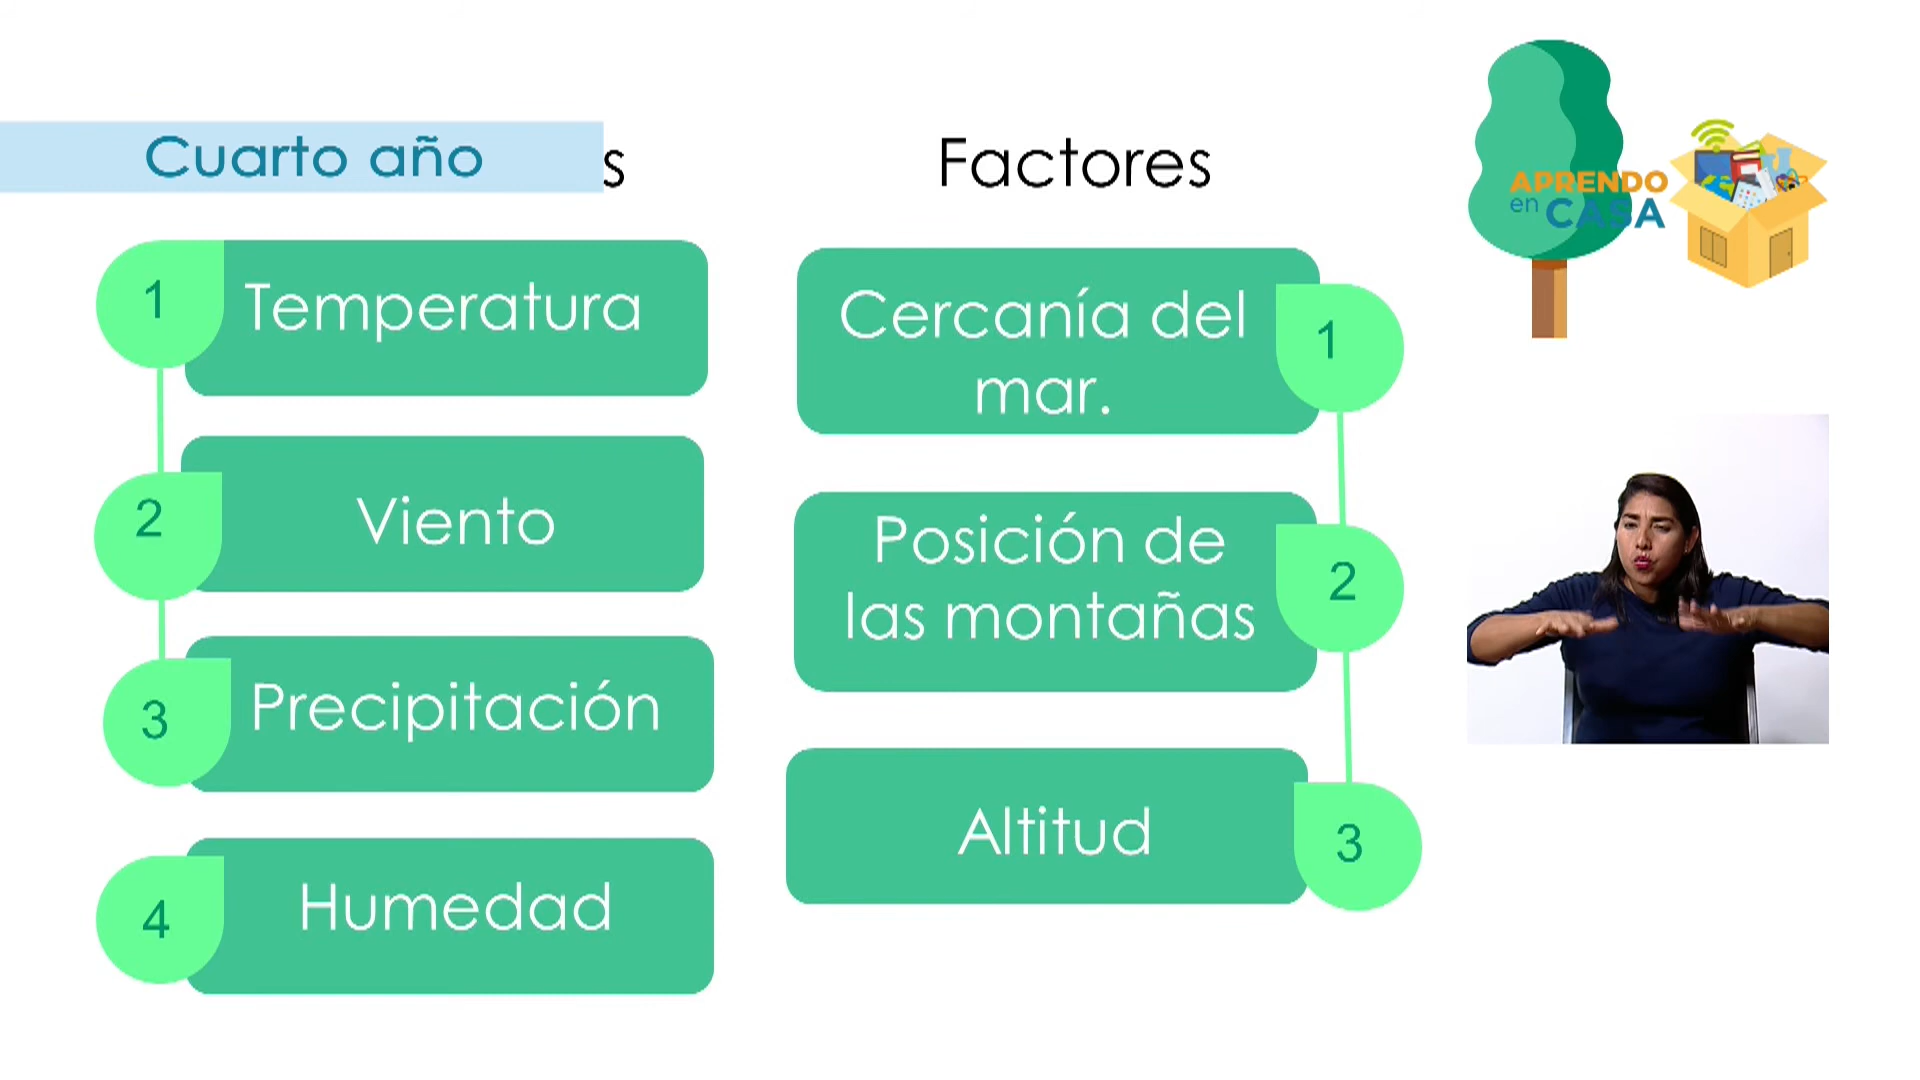 Cuarto año
s
1
Temperatura
2
Viento
3
Precipitación
4
Humedad
Factores
Cercanía del
mar.
1
Posición de
las montañas
2
Altitud
3
APRENDO
en CASA